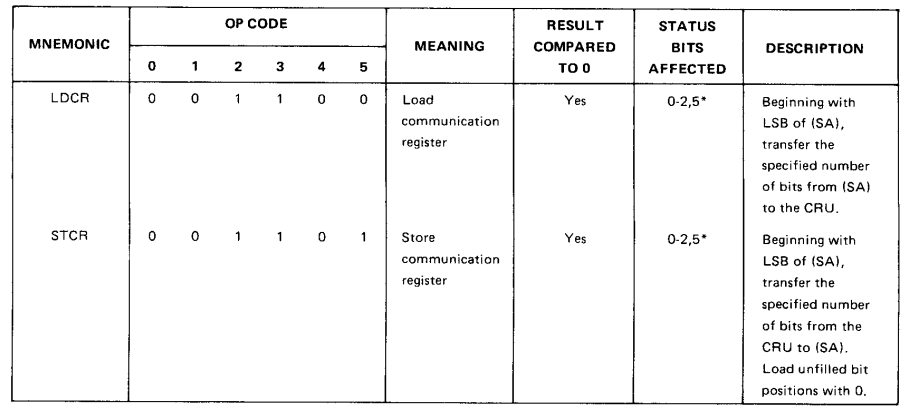 MNEMONIC OP CODE MEANING RESULT COMPARED TO 0 STATUS BITS AFFECTED DESCRIPTION
0 1 2 3 4 5
LDCR 0 0 1 1 0 0 Load Yes 0-2,5* Beginning with
communication LSB of (SA),
register transfer the
specified number
of bits from (SA)
to the CRU.
STCR 0 0 1 1 0 1 Store Yes 0-2,5* Beginning with
communication LSB of (SA),
register transfer the
specified number
of bits from the
CRU to (SA).
Load unfilled bit
positions with 0.